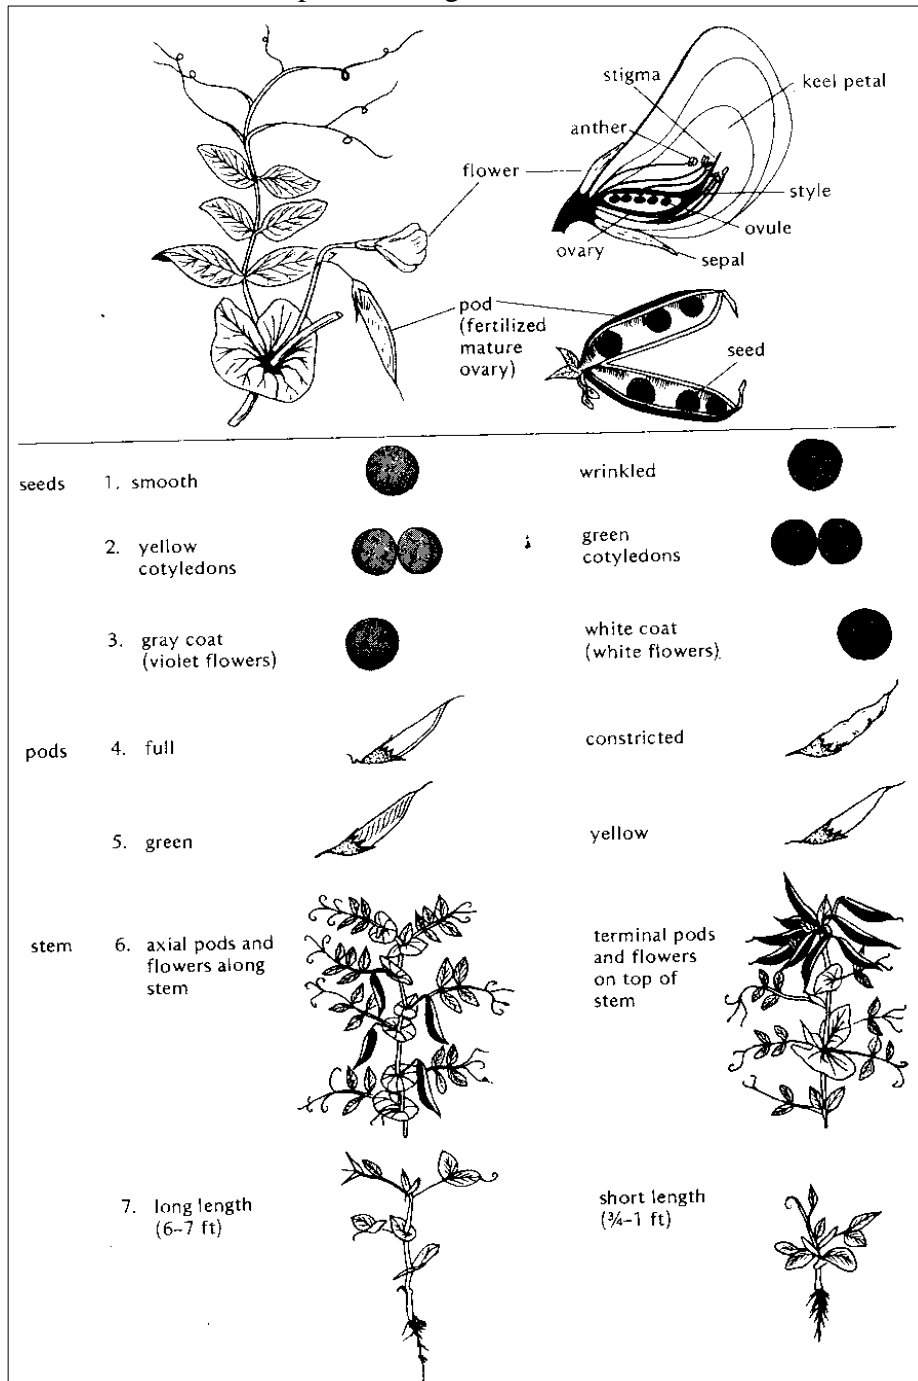 stigma
keel petal
anther
flower
style
ovule
ovary
sepal
pod
(fertilized
mature
ovary)
seed
seeds 1. smooth wrinkled
2. yellow
cotyledons
green
cotyledons
3. gray coat
(violet flowers)
white coat
(white flowers)
pods 4. full constricted
5. green yellow
stem 6. axial pods and
flowers along
stem
terminal pods
and flowers
on top of
stem
7. long length
(6–7 ft)
short length
(¾–1 ft)